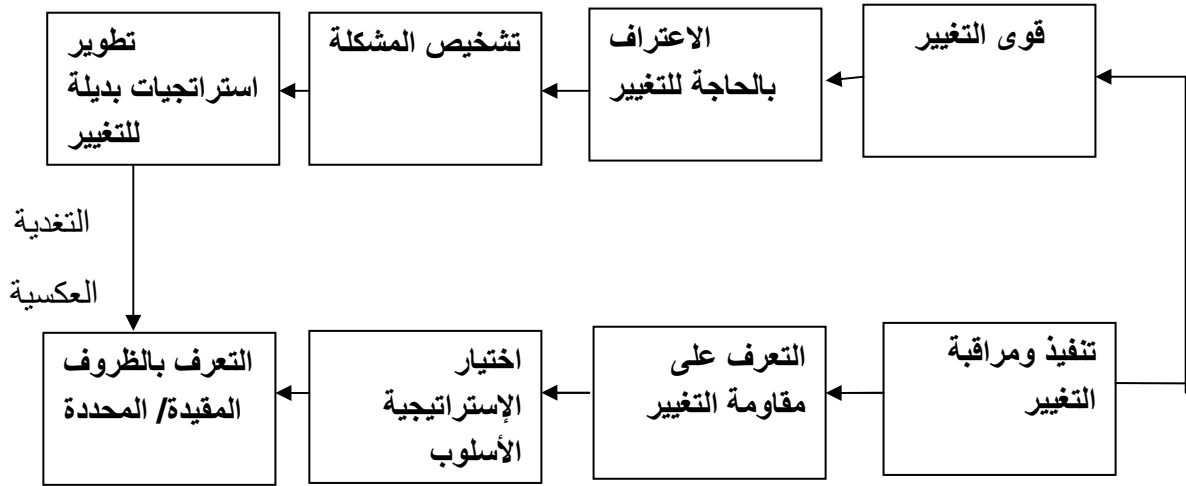 قوى التغيير
الاعتراف
بالحاجة للتغيير
تشخيص المشكلة
تطوير
استراتجيات بديلة
للتغيير
التغدية
العكسية
تنفيذ ومراقبة
التغيير
التعرف على
مقاومة التغيير
اختيار
الإستراتيجية
الأسلوب
التعرف بالظروف
المقيدة/ المحددة